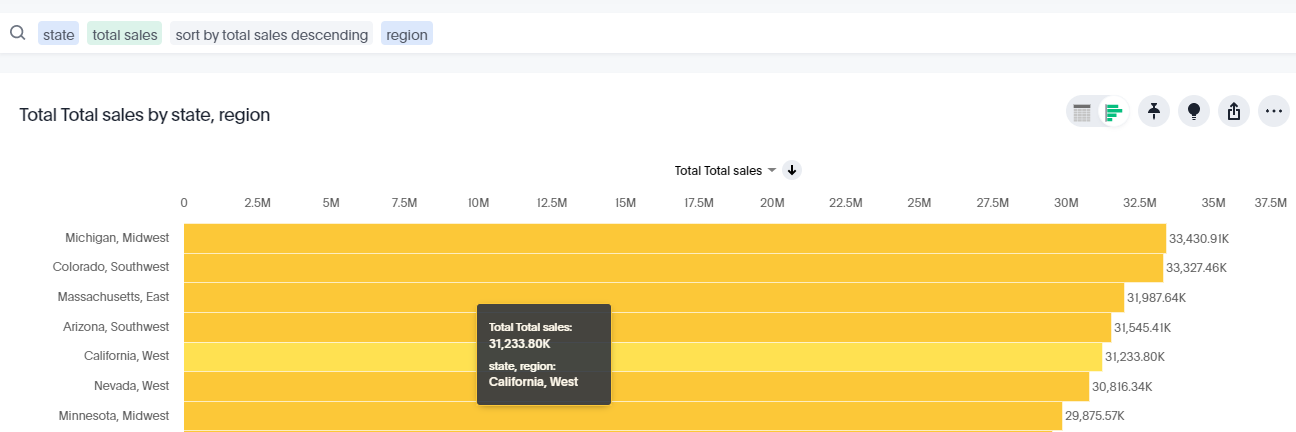 state total sales sort by total sales descending region
Total Total sales by state, region
Total Total sales
0 2.5M 5M 7.5M 10M 12.5M 15M 17.5M 20M 22.5M 25M 27.5M 30M 32.5M 35M 37.5M
Michigan, Midwest 33,430.91K
Colorado, Southwest 33,327.46K
Massachusetts, East 31,987.64K
Arizona, Southwest 31,545.41K
California, West 31,233.80K
Nevada, West 30,816.34K
Minnesota, Midwest 29,875.57K
Total Total sales:
31,233.80K
state, region:
California, West